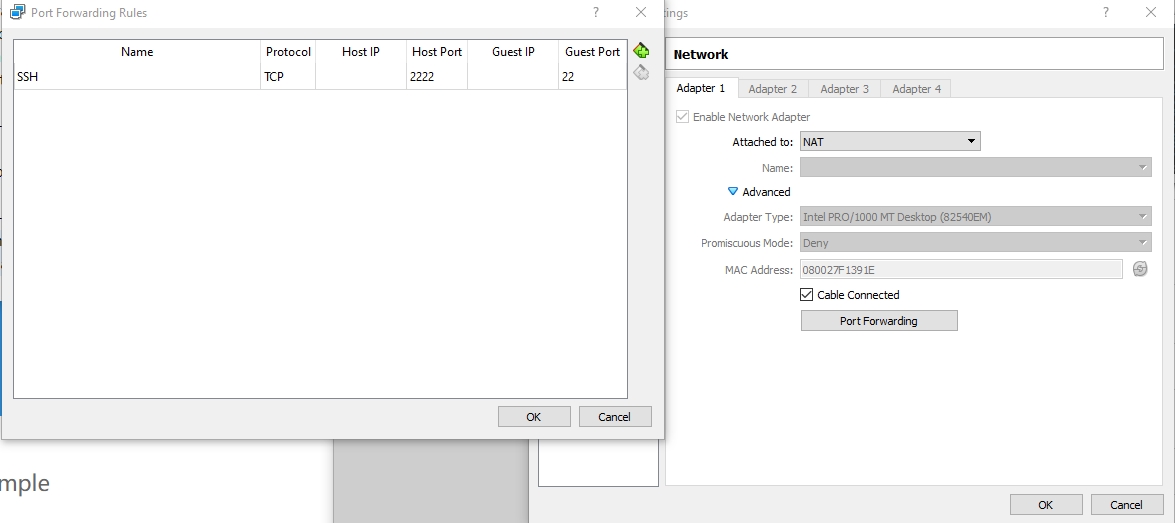 Port Forwarding Rules
?
Name Protocol Host IP Host Port Guest IP Guest Port
SSH TCP 2222 22
OK Cancel
mple
tings
?
Network
Adapter 1 Adapter 2 Adapter 3 Adapter 4
Enable Network Adapter
Attached to: NAT
Name:
Advanced
Adapter Type: Intel PRO/1000 MT Desktop (82540EM)
Promiscuous Mode: Deny
MAC Address: 080027F1391E
Cable Connected
Port Forwarding
OK Cancel